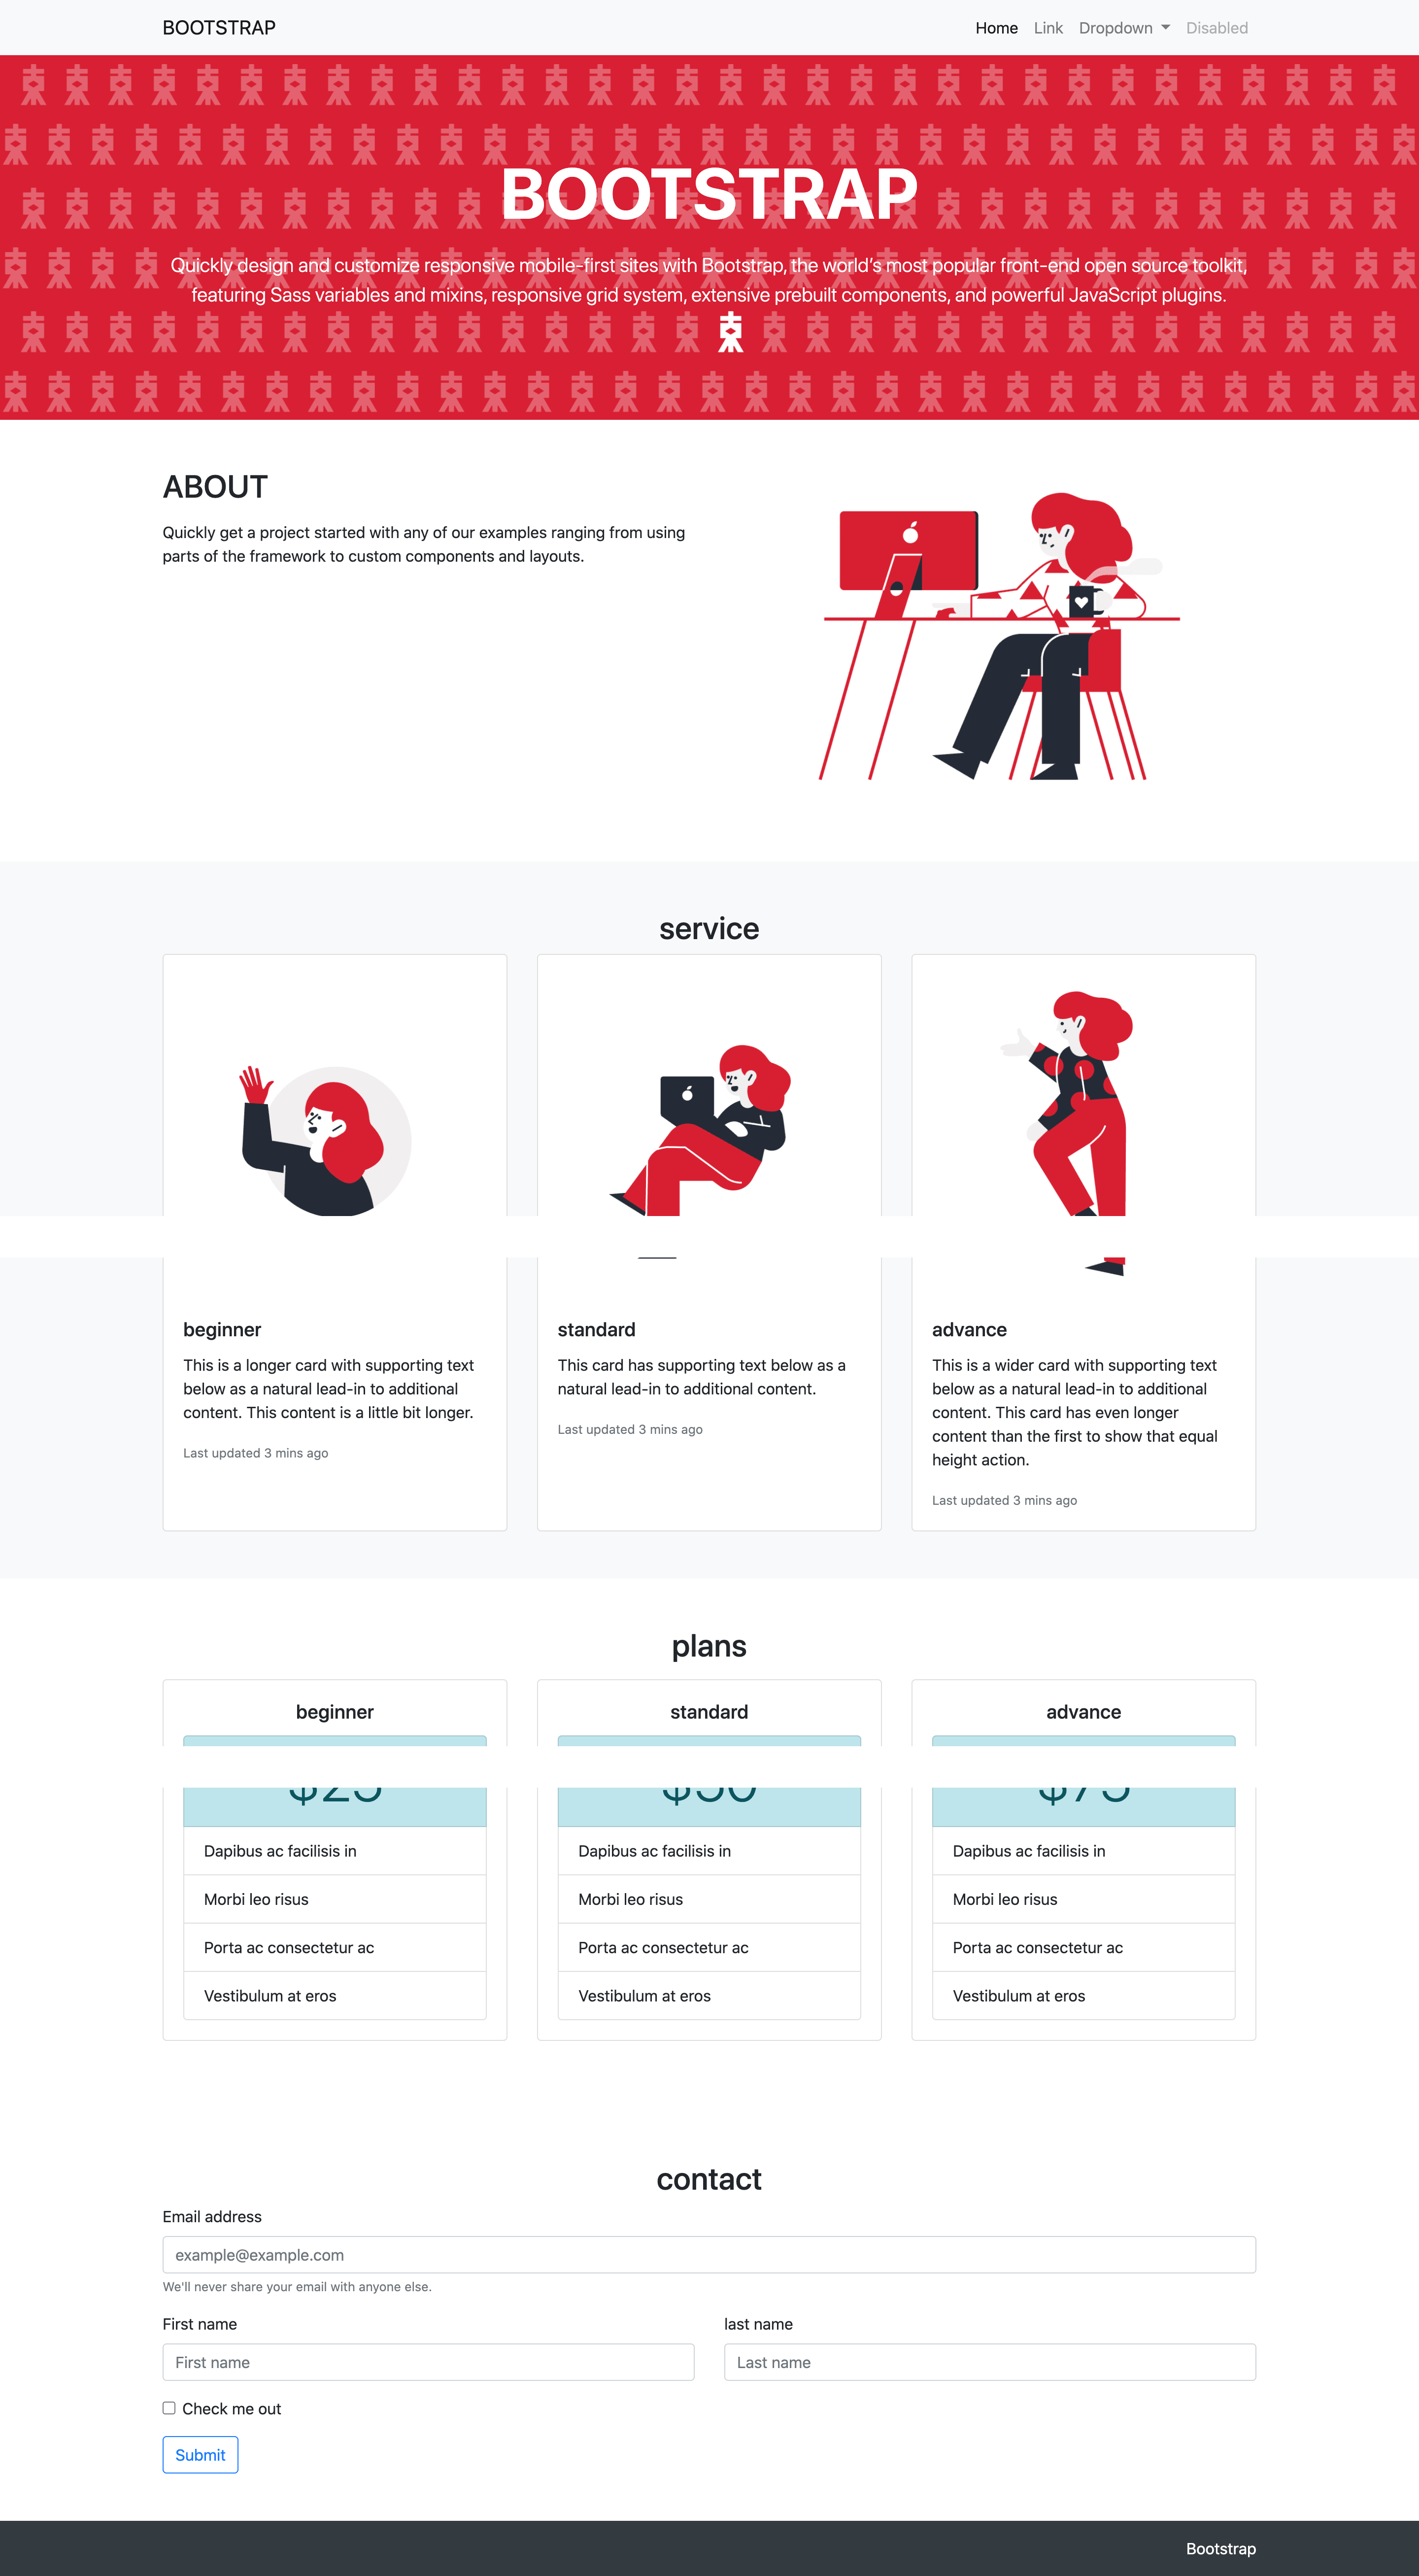 BOOTSTRAP
Home Link Dropdown Disabled
BOOTSTRAP
Quickly design and customize responsive mobile-first sites with Bootstrap, the world’s most popular front-end open source toolkit,
featuring Sass variables and mixins, responsive grid system, extensive prebuilt components, and powerful JavaScript plugins.
ABOUT
Quickly get a project started with any of our examples ranging from using
parts of the framework to custom components and layouts.
service
beginner
This is a longer card with supporting text
below as a natural lead-in to additional
content. This content is a little bit longer.
Last updated 3 mins ago
standard
This card has supporting text below as a
natural lead-in to additional content.
Last updated 3 mins ago
advance
This is a wider card with supporting text
below as a natural lead-in to additional
content. This card has even longer
content than the first to show that equal
height action.
Last updated 3 mins ago
plans
beginner
$25
Dapibus ac facilisis in
Morbi leo risus
Porta ac consectetur ac
Vestibulum at eros
standard
$50
Dapibus ac facilisis in
Morbi leo risus
Porta ac consectetur ac
Vestibulum at eros
advance
$75
Dapibus ac facilisis in
Morbi leo risus
Porta ac consectetur ac
Vestibulum at eros
contact
Email address
example@example.com
We'll never share your email with anyone else.
First name
First name
last name
Last name
Check me out
Submit
Bootstrap